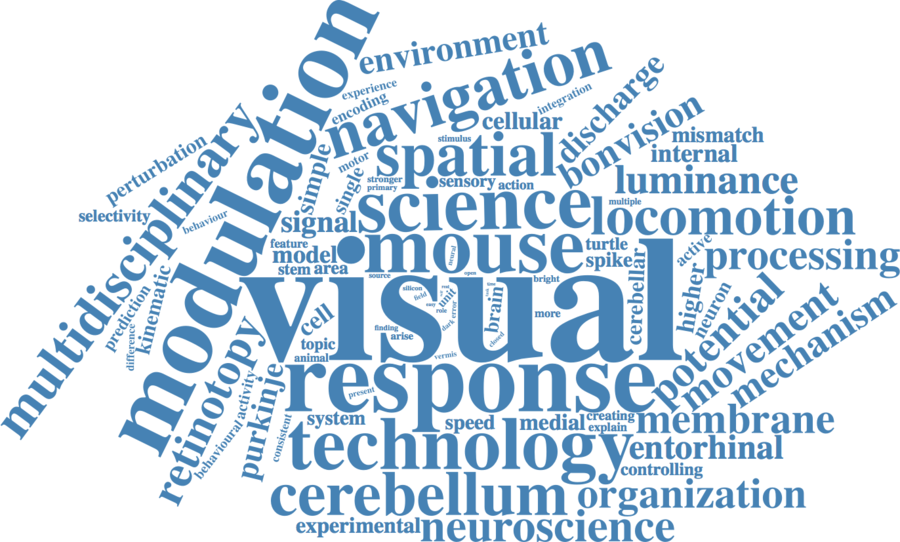 modulation
environment
experience
encoding
navigation
integration
cellular
discharge
stimulus
bonvision
mismatch
internal
multidisciplinary
perturbation
simple
motor
spatial
stronger
primary
sensory
action
luminance
selectivity
behaviour
single
signal
science
multiple
locomotion
feature
model
mouse
neural
turtle
spike
active
processing
stem
area
source
open
bright
cerebellar
higher
neuron
prediction
kinematic
difference
visual
silicon
field
unit
easy
role
dark
error
brain
closed
more
finding
arise
vermis
cell
topic
animal
potential
movement
mechanism
retinotopy
behavioural
activity
purkinje
consistent
response
present
system
speed
medial
creating
explain
membrane
technology
entorhinal
controlling
cerebellum
organization
experimental
neuroscience